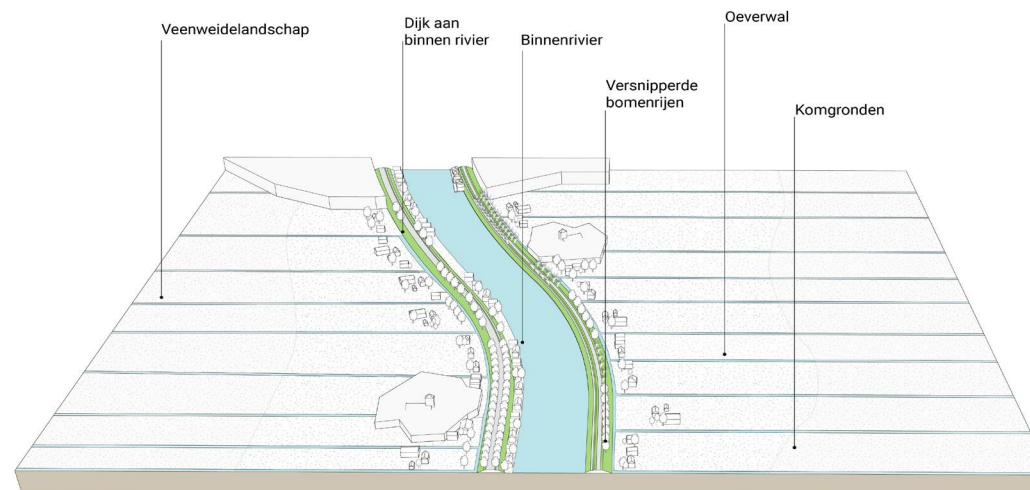 Veenweidelandschap
Dijk aan
binnen rivier
Binnenrivier
Versnipperde
bomenrijen
Oeverwal
Komgronden